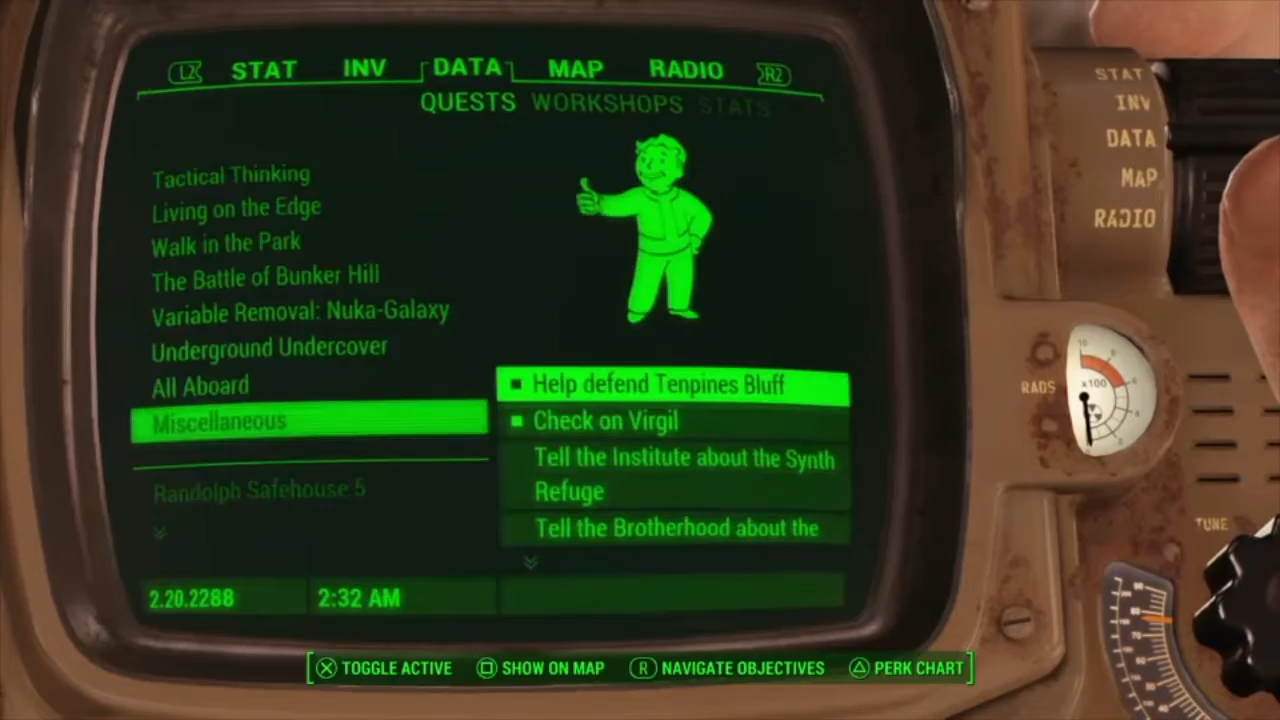 L2 STAT INV DATA MAP RADIO R2
QUESTS WORKSHOPS STATS
Tactical Thinking
Living on the Edge
Walk in the Park
The Battle of Bunker Hill
Variable Removal: Nuka-Galaxy
Underground Undercover
All Aboard
Miscellaneous
Randolph Safehouse 5
Help defend Tenpines Bluff
Check on Virgil
Tell the Institute about the Synth
Refuge
Tell the Brotherhood about the
2.20.2288 2:32 AM
TOGGLE ACTIVE SHOW ON MAP R NAVIGATE OBJECTIVES PERK CHART
STAT
INV
DATA
MAP
RADIO
RADS
x100
10
TUNE